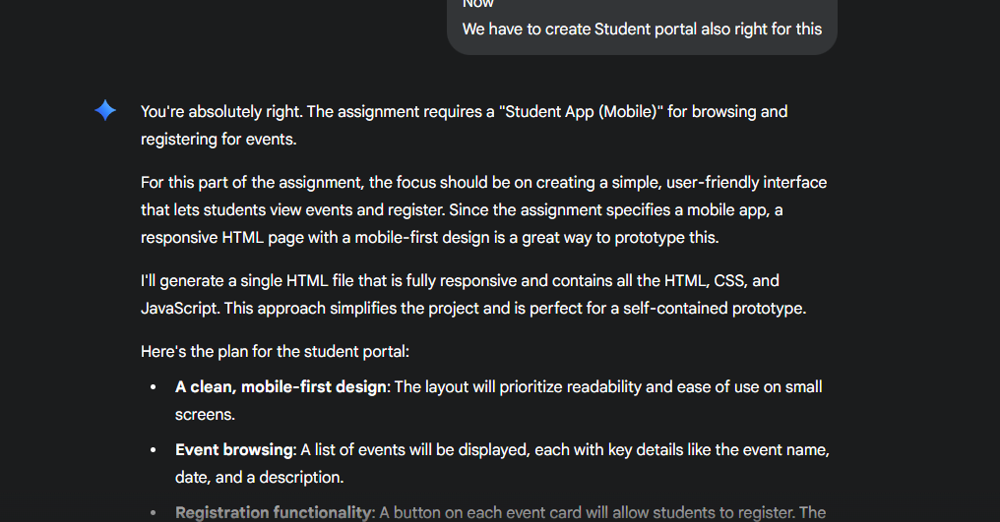 Now
We have to create Student portal also right for this
You're absolutely right. The assignment requires a "Student App (Mobile)" for browsing and
registering for events.
For this part of the assignment, the focus should be on creating a simple, user-friendly interface
that lets students view events and register. Since the assignment specifies a mobile app, a
responsive HTML page with a mobile-first design is a great way to prototype this.
I'll generate a single HTML file that is fully responsive and contains all the HTML, CSS, and
JavaScript. This approach simplifies the project and is perfect for a self-contained prototype.
Here's the plan for the student portal:
• A clean, mobile-first design: The layout will prioritize readability and ease of use on small
screens.
• Event browsing: A list of events will be displayed, each with key details like the event name,
date, and a description.
• Registration functionality: A button on each event card will allow students to register. The